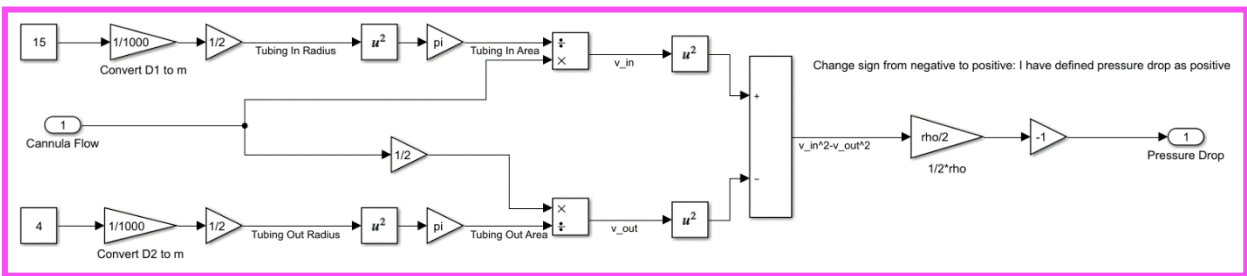 15
1/1000
1/2
Tubing In Radius
u²
pi
Tubing In Area
÷
×
v_in
u²
Convert D1 to m
Change sign from negative to positive: I have defined pressure drop as positive
+
1
Cannula Flow
1/2
v_in^2-v_out^2
rho/2
1/2*rho
-1
1
Pressure Drop
−
4
1/1000
1/2
Tubing Out Radius
u²
pi
Tubing Out Area
×
÷
v_out
u²
Convert D2 to m